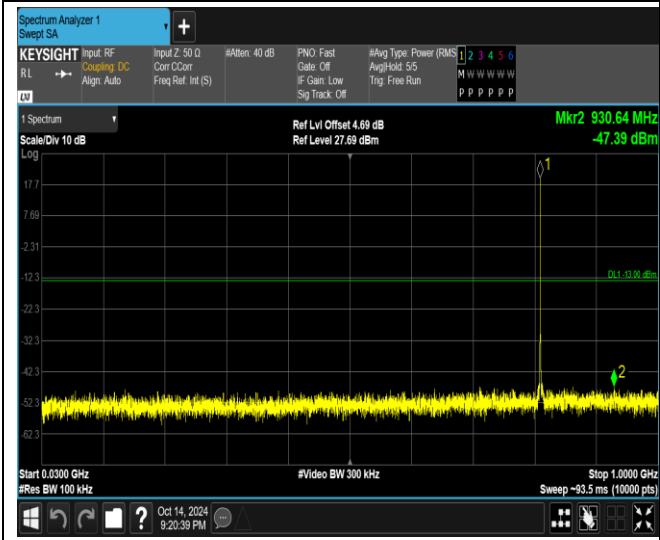 Spectrum Analyzer 1
Swept SA
+
KEYSIGHT
RL
LXI
Input: RF
Coupling: DC
Align: Auto
Input Z: 50 Ω
Corr CCorr
Freq Ref: Int (S)
#Atten: 40 dB
PNO: Fast
Gate: Off
IF Gain: Low
Sig Track: Off
#Avg Type: Power (RMS
Avg|Hold: 5/5
Trig: Free Run
1 2 3 4 5 6
M W W W W W
P P P P P P
1 Spectrum
Scale/Div 10 dB
Log
Ref Lvl Offset 4.69 dB
Ref Level 27.69 dBm
Mkr2 930.64 MHz
-47.39 dBm
1
17.7
7.69
-2.31
-12.3
DL1 -13.00 dBm
-22.3
-32.3
-42.3
2
-52.3
-62.3
Start 0.0300 GHz
#Res BW 100 kHz
#Video BW 300 kHz
Stop 1.0000 GHz
Sweep ~93.5 ms (10000 pts)
?
Oct 14, 2024
9:20:39 PM